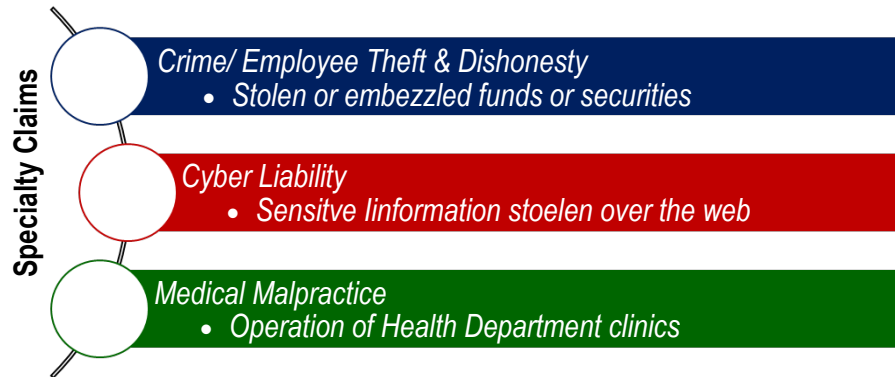 Specialty Claims
Crime/ Employee Theft & Dishonesty
• Stolen or embezzled funds or securities
Cyber Liability
• Sensitve Iinformation stoelen over the web
Medical Malpractice
• Operation of Health Department clinics